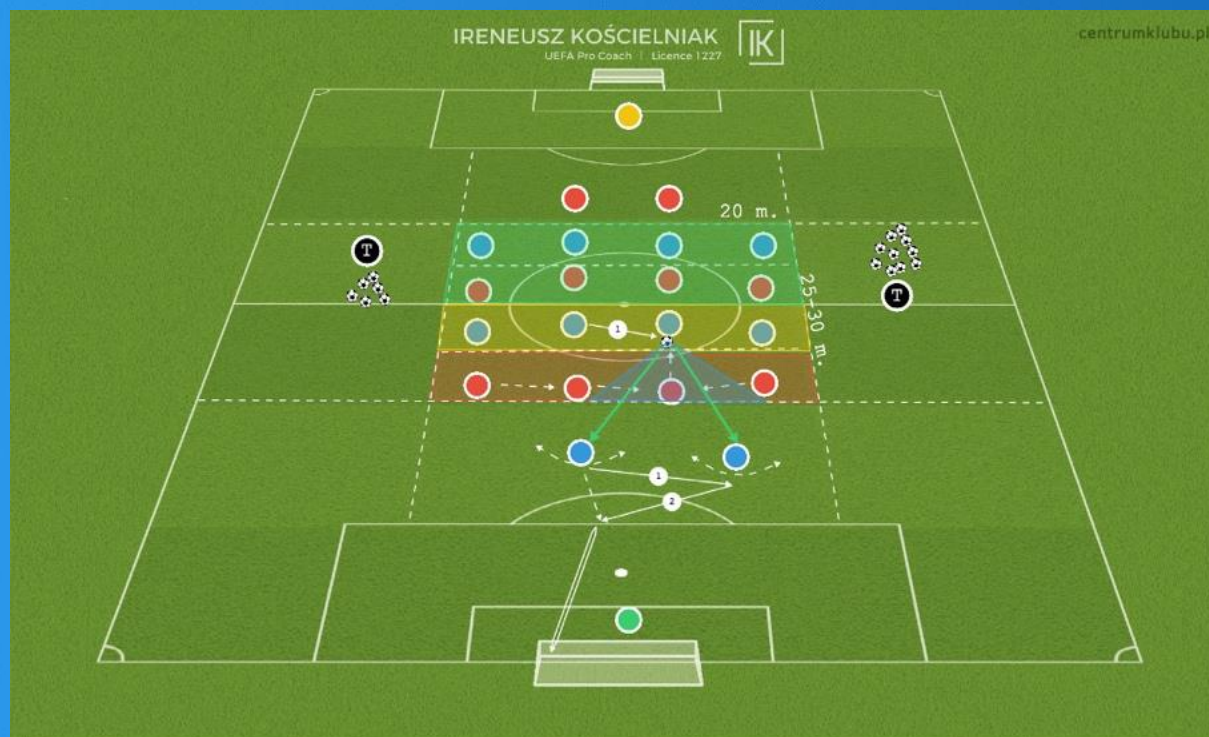 IRENEUSZ KOŚCIELNIAK
UEFA Pro Coach | Licence 1227
IK
centrumklubu.pl
20 m.
T
T
25-30 m.
1
1
2